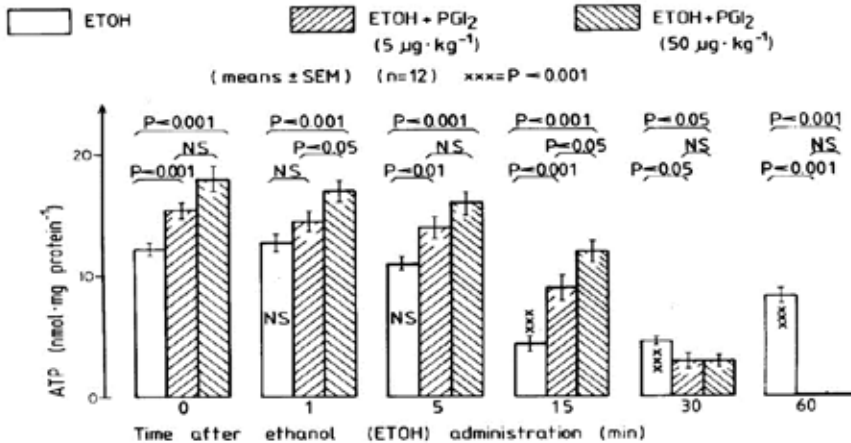 ETOH
ETOH + PGI₂
(5 µg·kg⁻¹)
ETOH+PGI₂
(50 µg·kg⁻¹)
(means ± SEM) (n=12) xxx=P<0.001
P<0.001 P<0.001 P<0.001 P<0.001 P<0.05 P<0.001
NS P<0.05 NS P<0.05 NS NS
P<0.001 NS P<0.01 P<0.001 P<0.05 P<0.001
20
10
0
ATP (nmol·mg protein⁻¹)
NS NS xxx xxx xxx
0 1 5 15 30 60
Time after ethanol (ETOH) administration (min)